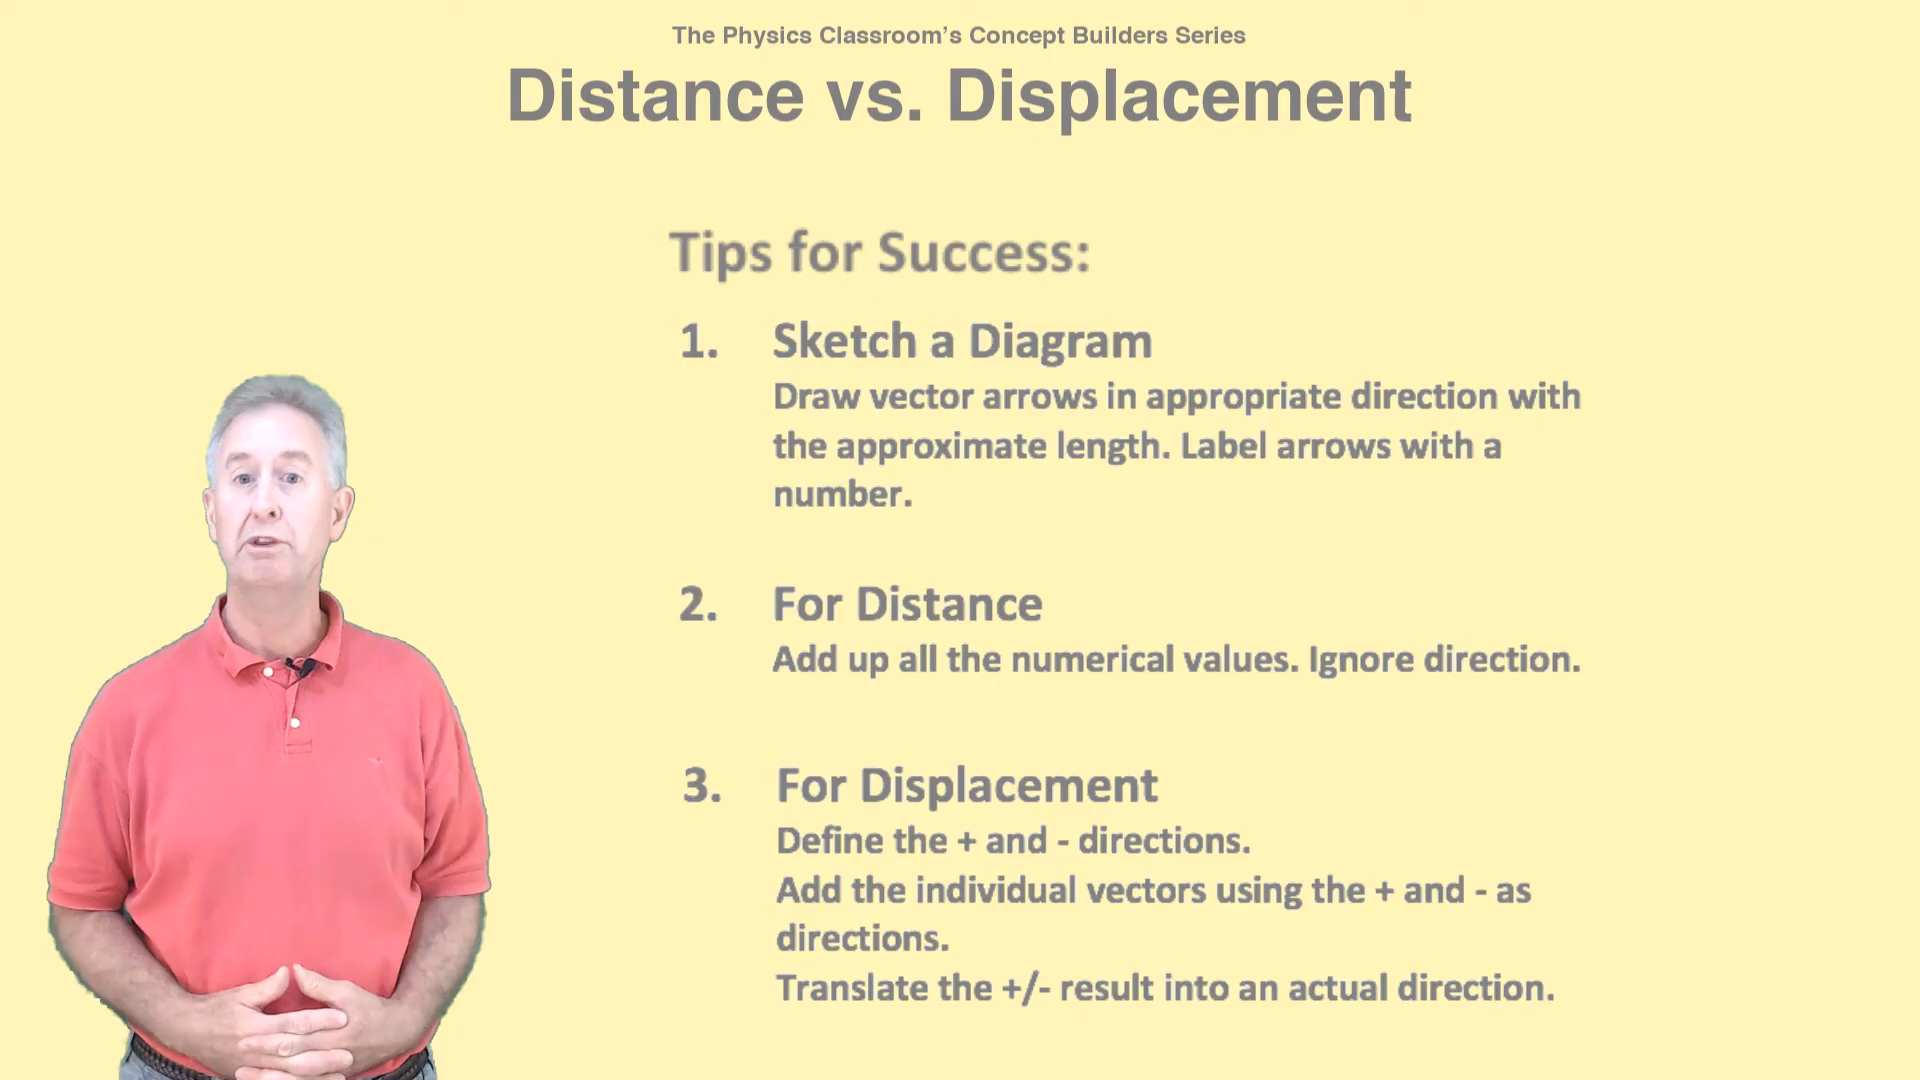 The Physics Classroom’s Concept Builders Series
Distance vs. Displacement
Tips for Success:
1. Sketch a Diagram
Draw vector arrows in appropriate direction with
the approximate length. Label arrows with a
number.
2. For Distance
Add up all the numerical values. Ignore direction.
3. For Displacement
Define the + and - directions.
Add the individual vectors using the + and - as
directions.
Translate the +/- result into an actual direction.